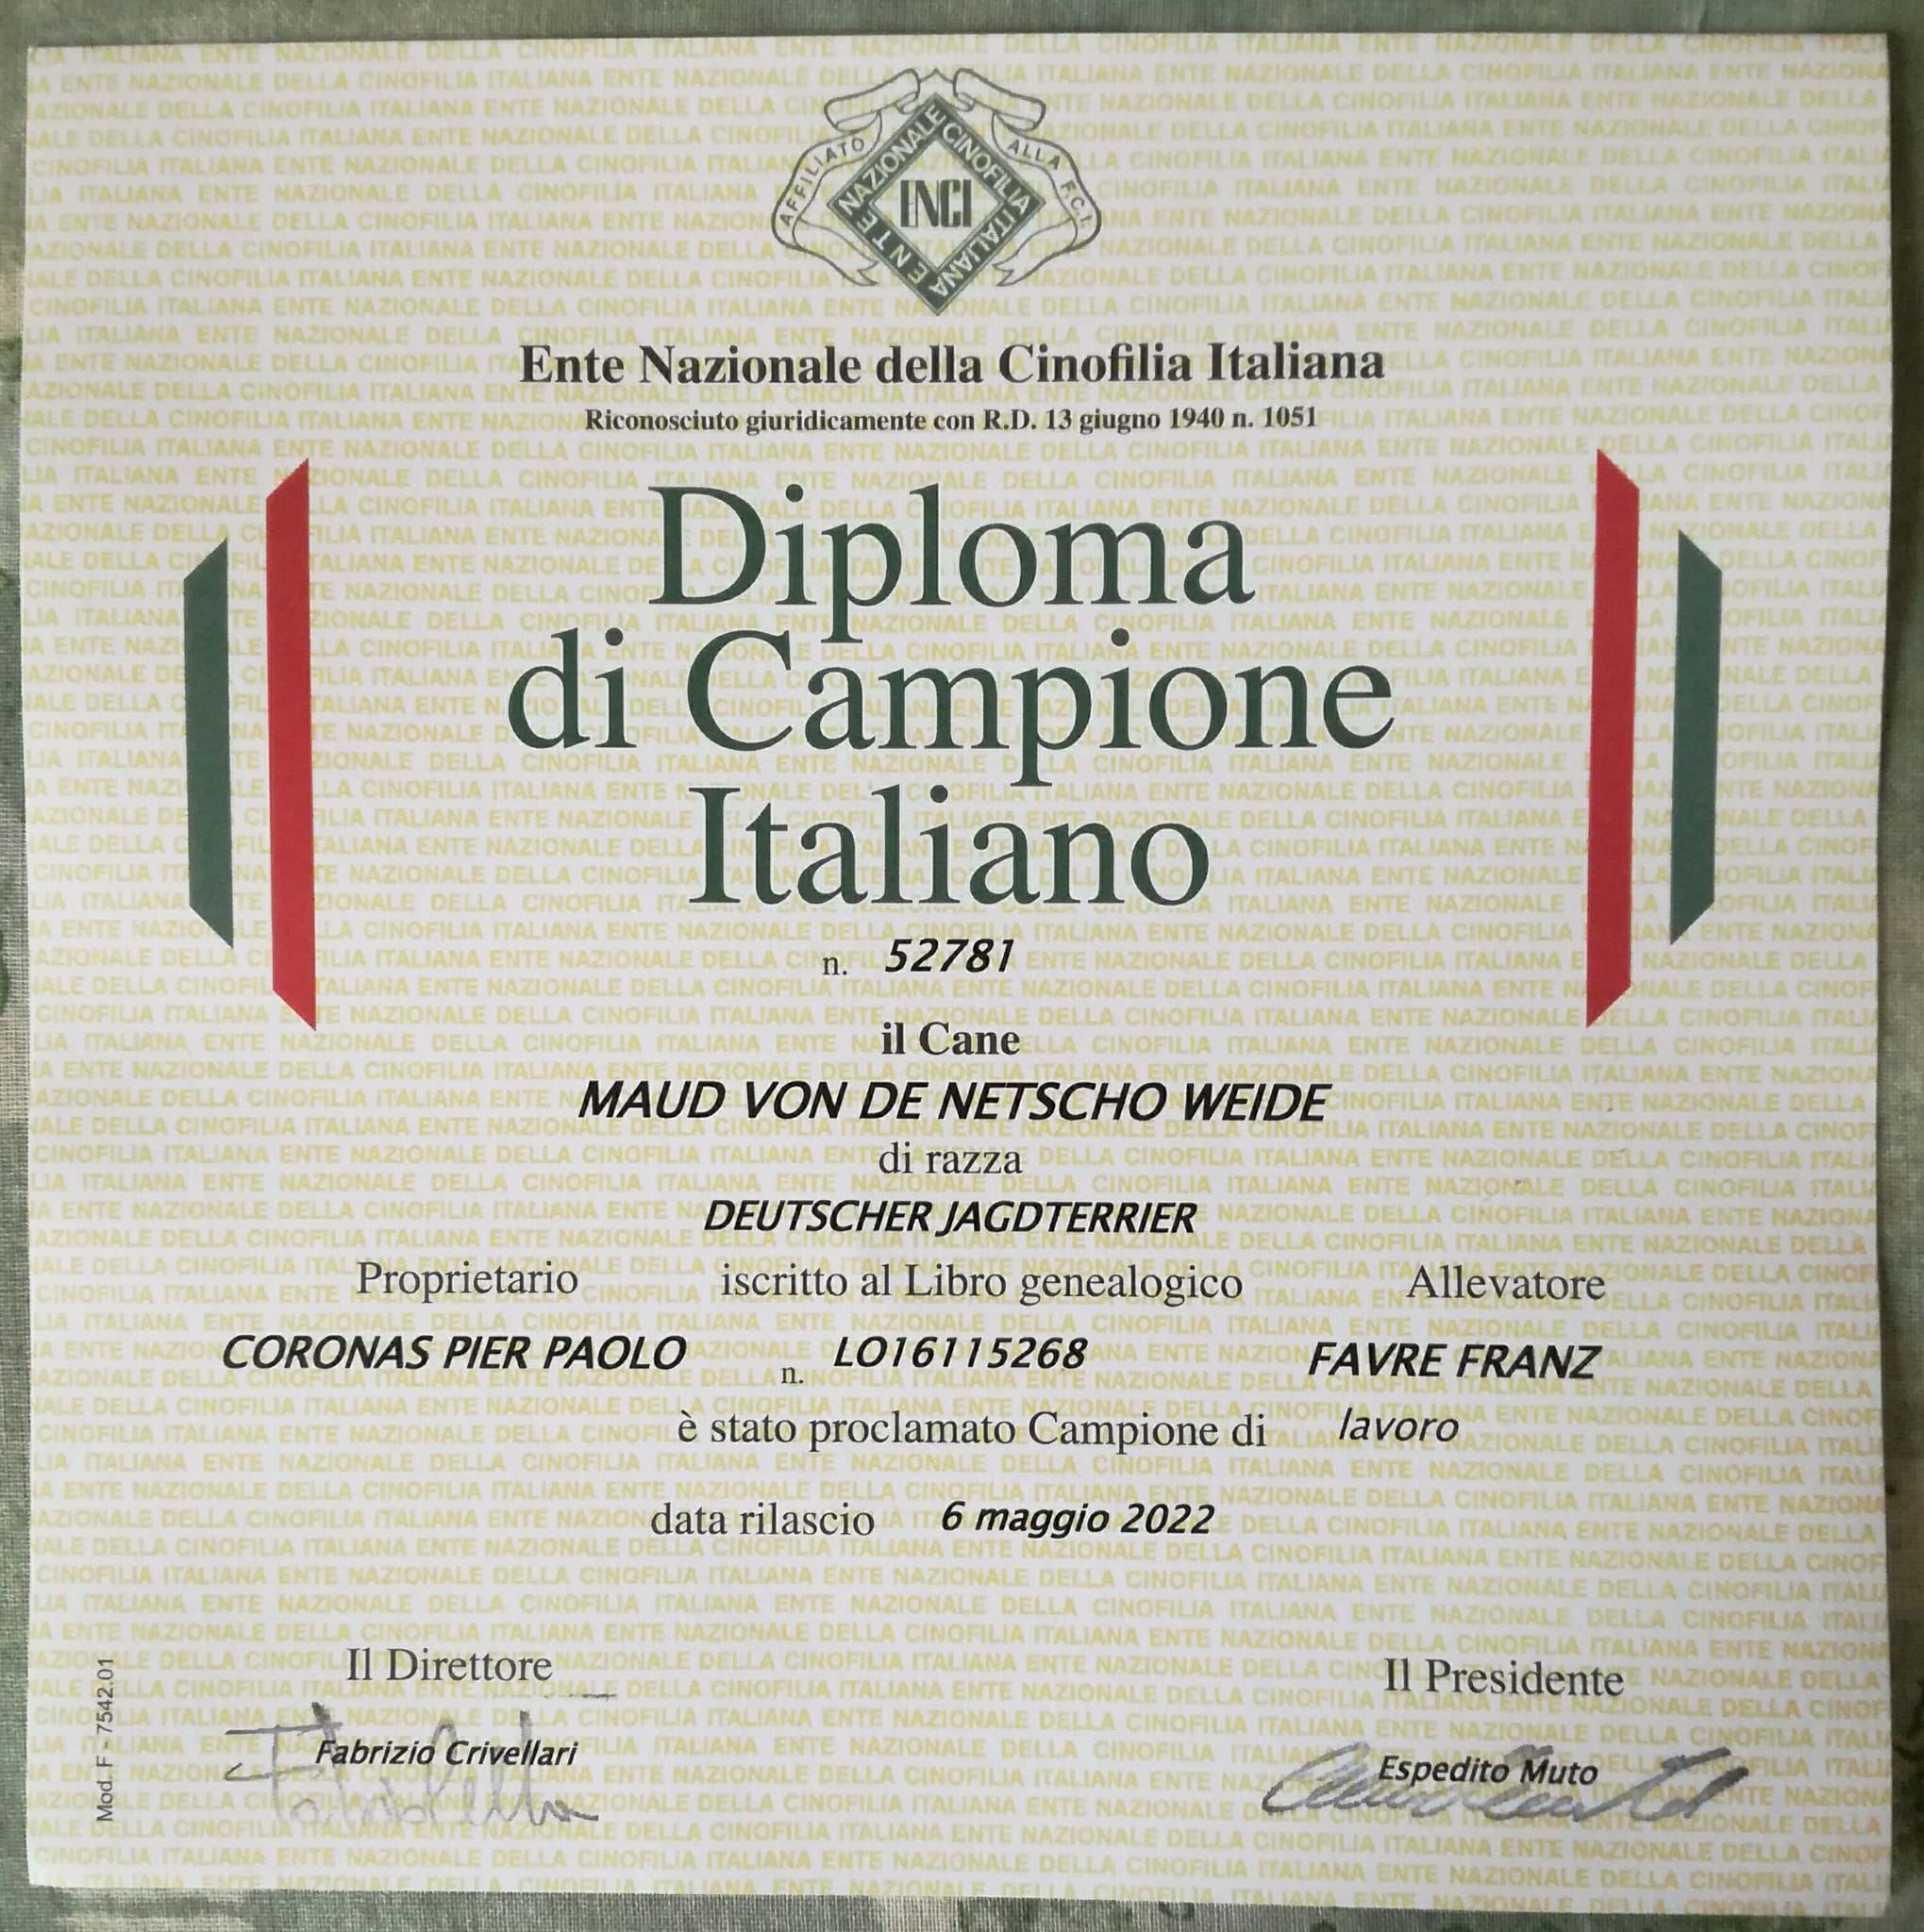 AFFILIATO ALLA F.C.I.
ENTE NAZIONALE CINOFILIA ITALIANA
ENCI
Ente Nazionale della Cinofilia Italiana
Riconosciuto giuridicamente con R.D. 13 giugno 1940 n. 1051
Diploma
di Campione
Italiano
n. 52781
il Cane
MAUD VON DE NETSCHO WEIDE
di razza
DEUTSCHER JAGDTERRIER
Proprietario iscritto al Libro genealogico Allevatore
CORONAS PIER PAOLO n. LO16115268 FAVRE FRANZ
è stato proclamato Campione di lavoro
data rilascio 6 maggio 2022
Il Direttore Il Presidente
Fabrizio Crivellari Espedito Muto
Mod. F - 7542.01